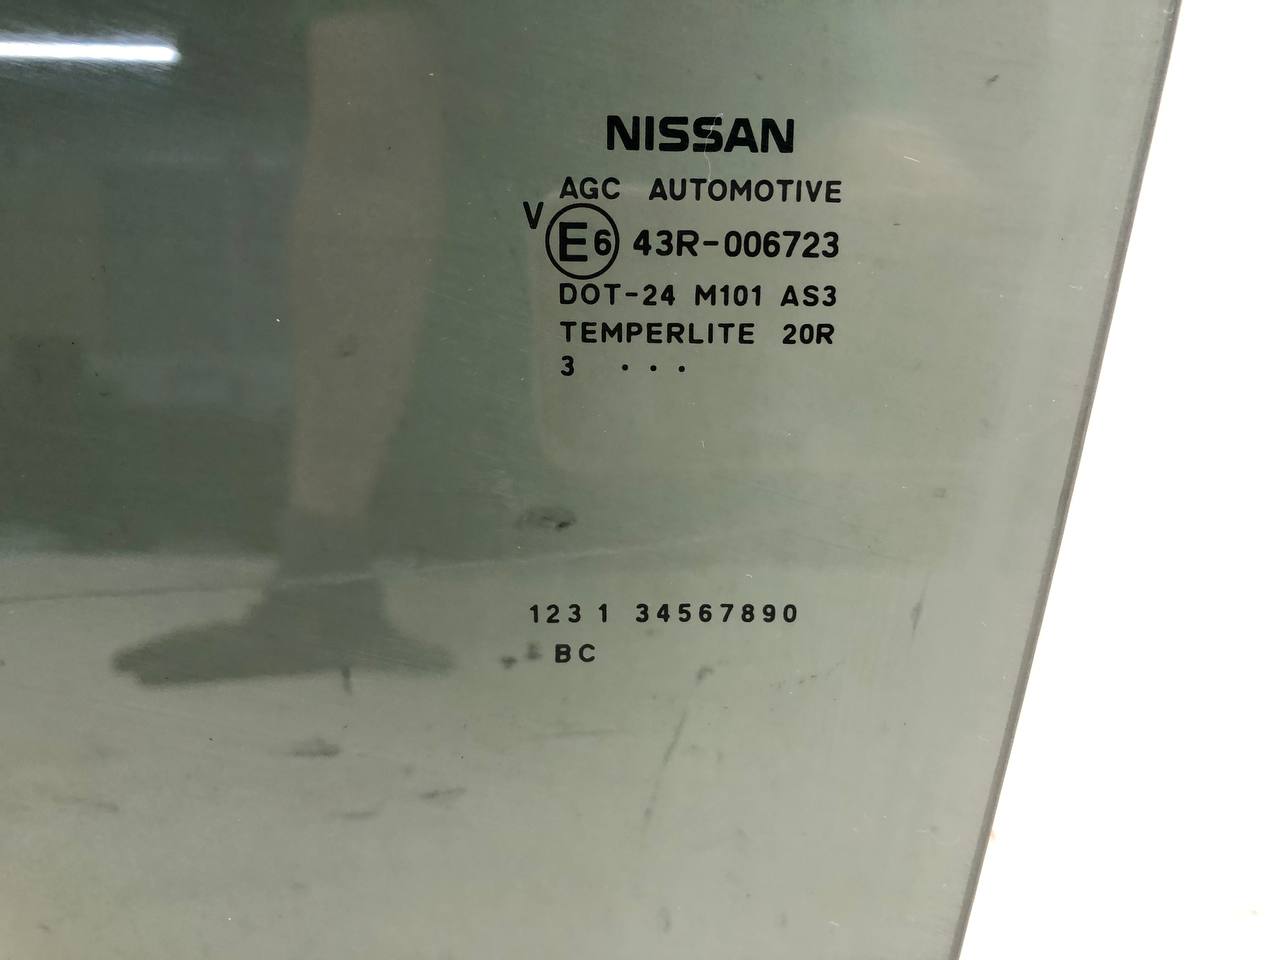 NISSAN
AGC AUTOMOTIVE
V E6 43R-006723
DOT-24 M101 AS3
TEMPERLITE 20R
3 . . .
123 1 34567890
BC